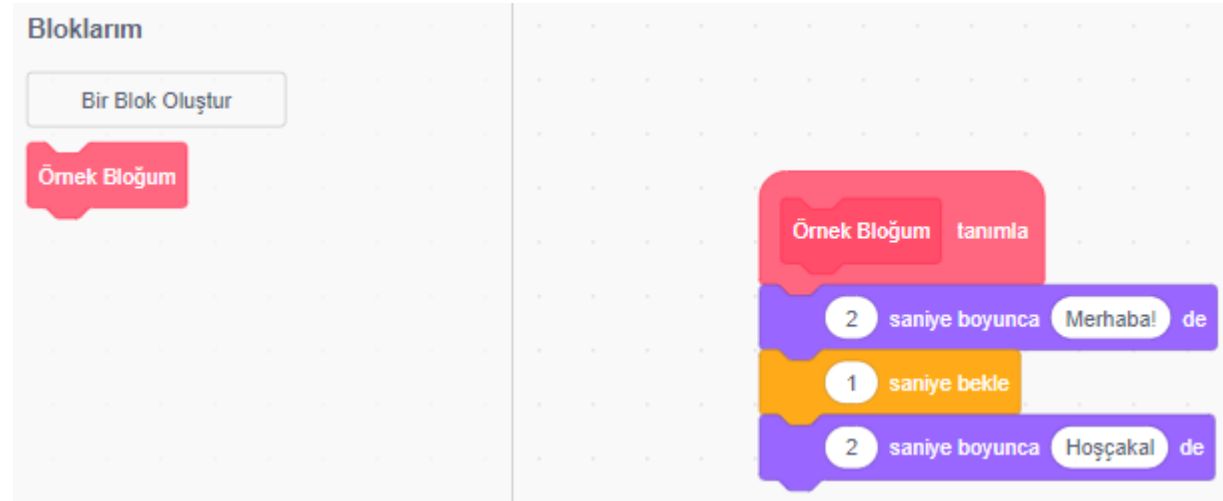 Bloklarım
Bir Blok Oluştur
Örnek Bloğum
Örnek Bloğum tanımla
2 saniye boyunca Merhaba! de
1 saniye bekle
2 saniye boyunca Hoşçakal de